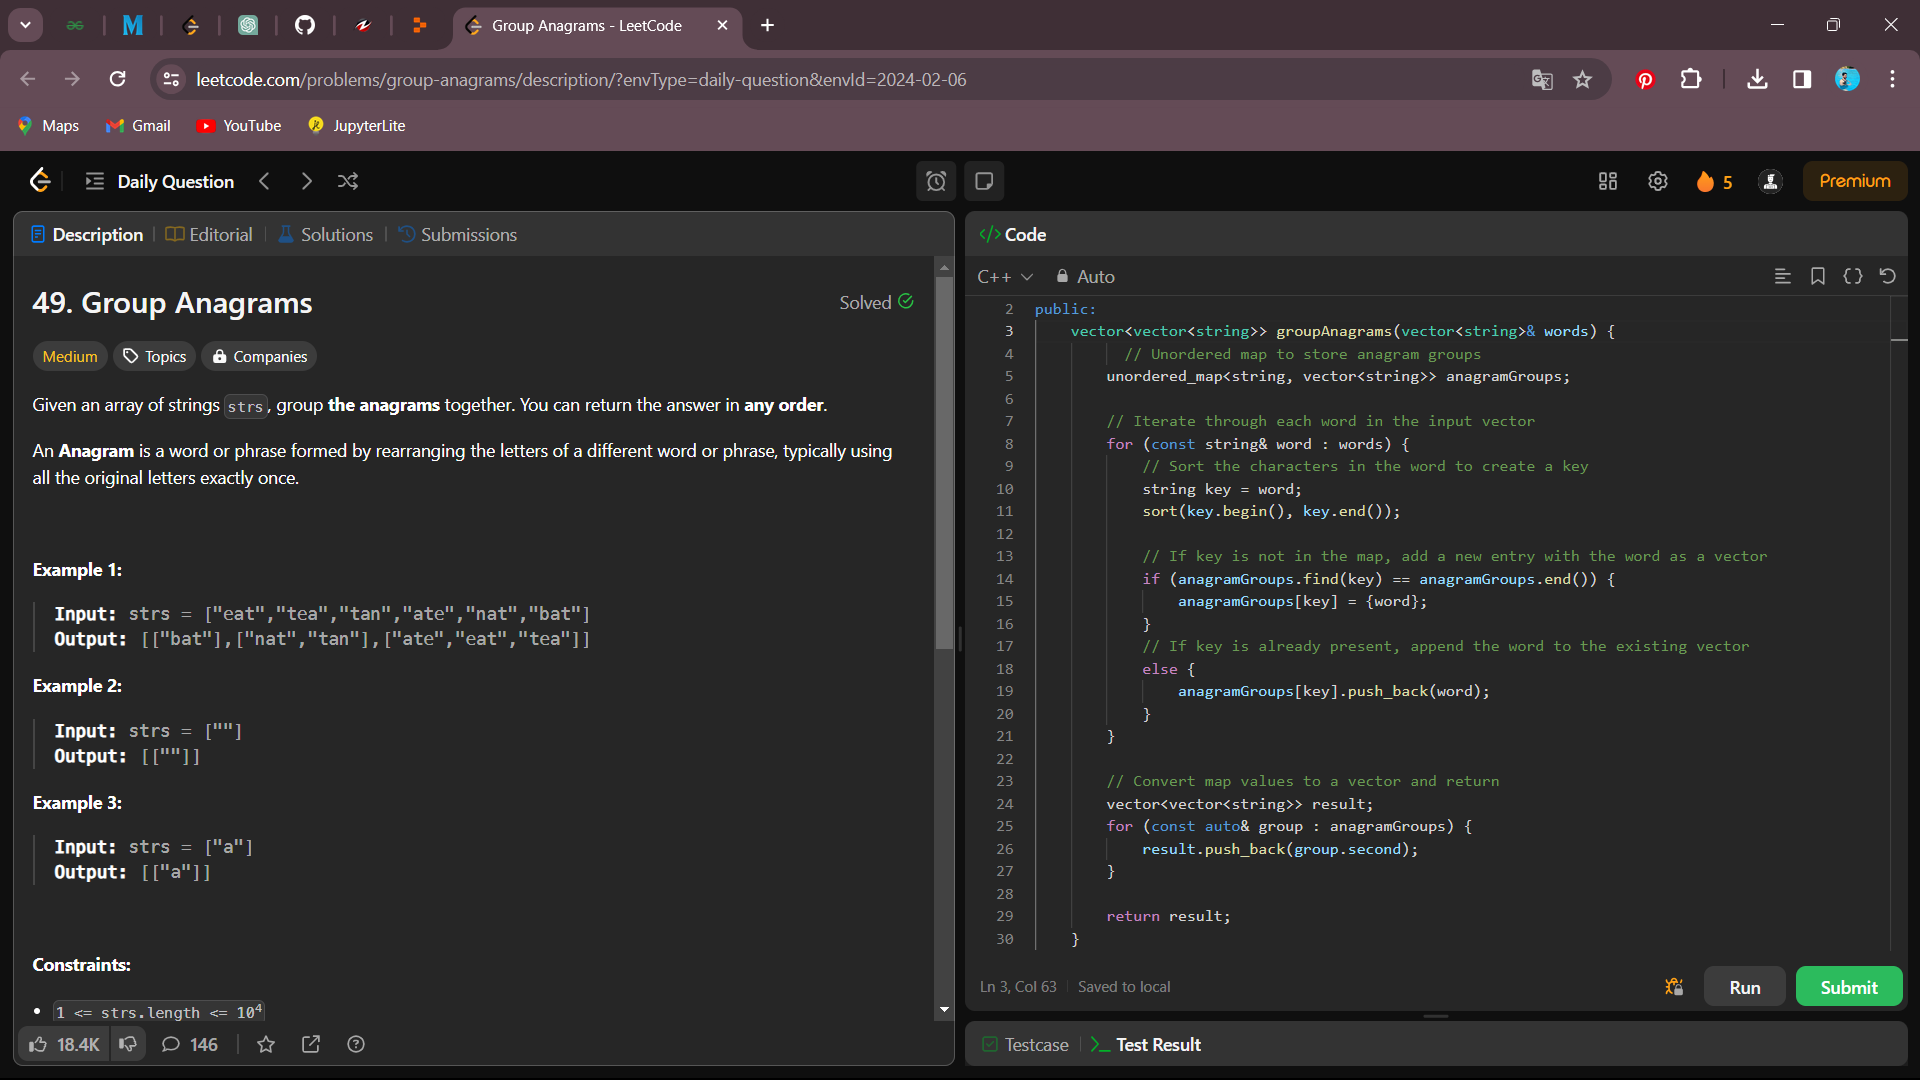 Group Anagrams - LeetCode
leetcode.com/problems/group-anagrams/description/?envType=daily-question&envId=2024-02-06
Maps
Gmail
YouTube
JupyterLite
Daily Question
5
Premium
Description
Editorial
Solutions
Submissions
49. Group Anagrams
Solved
Medium
Topics
Companies
Given an array of strings strs, group the anagrams together. You can return the answer in any order.
An Anagram is a word or phrase formed by rearranging the letters of a different word or phrase, typically using
all the original letters exactly once.
Example 1:
Input: strs = ["eat","tea","tan","ate","nat","bat"]
Output: [["bat"],["nat","tan"],["ate","eat","tea"]]
Example 2:
Input: strs = [""]
Output: [[""]]
Example 3:
Input: strs = ["a"]
Output: [["a"]]
Constraints:
• 1 <= strs.length <= 10⁴
18.4K
146
</> Code
C++
Auto
2 public:
3 vector<vector<string>> groupAnagrams(vector<string>& words) {
4 // Unordered map to store anagram groups
5 unordered_map<string, vector<string>> anagramGroups;
6
7 // Iterate through each word in the input vector
8 for (const string& word : words) {
9 // Sort the characters in the word to create a key
10 string key = word;
11 sort(key.begin(), key.end());
12
13 // If key is not in the map, add a new entry with the word as a vector
14 if (anagramGroups.find(key) == anagramGroups.end()) {
15 anagramGroups[key] = {word};
16 }
17 // If key is already present, append the word to the existing vector
18 else {
19 anagramGroups[key].push_back(word);
20 }
21 }
22
23 // Convert map values to a vector and return
24 vector<vector<string>> result;
25 for (const auto& group : anagramGroups) {
26 result.push_back(group.second);
27 }
28
29 return result;
30 }
Ln 3, Col 63
Saved to local
Run
Submit
Testcase
Test Result